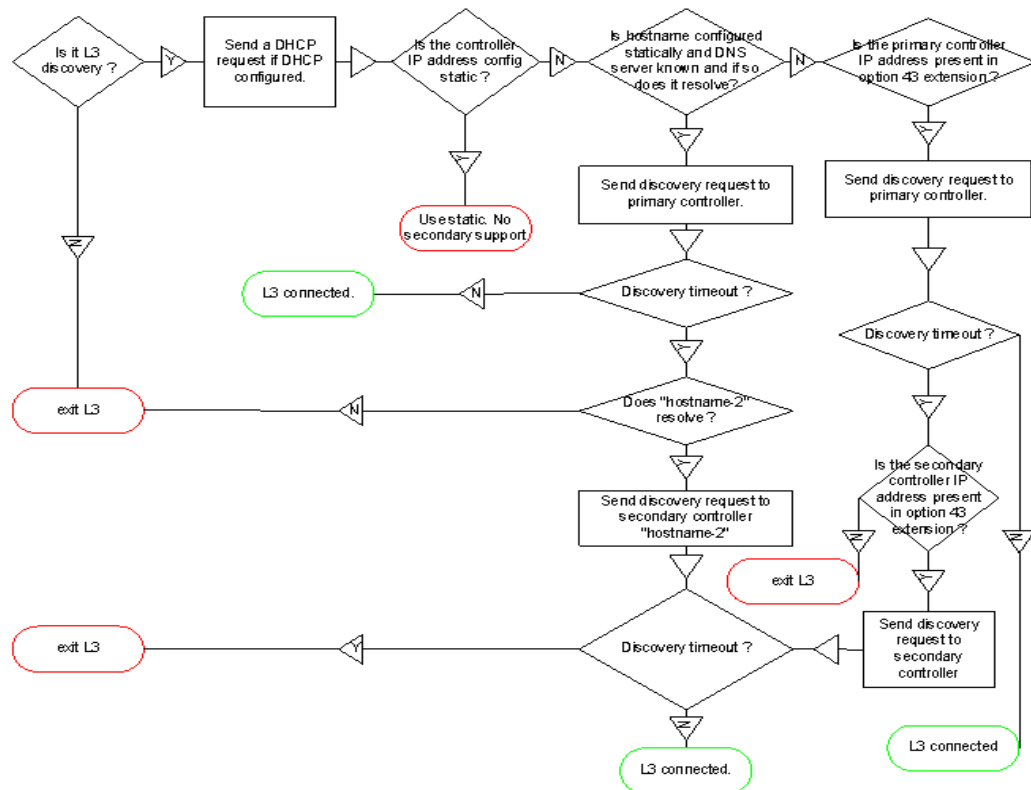 Is it L3
discovery ?
Y
Send a DHCP
request if DHCP
configured.
Is the controller
IP address config
static ?
N
Is hostname configured
statically and DNS
server known and if so
does it resolve?
N
Is the primary controller
IP address present in
option 43 extension?
Y
Y
Y
Send discovery request to
primary controller.
Send discovery request to
primary controller.
Use static. No
secondary support
N
L3 connected.
N
Discovery timeout ?
Discovery timeout ?
Y
Y
exit L3
N
Does "hostname-2"
resolve ?
Y
Is the secondary
controller IP
address present
in option 43
extension ?
Send discovery request to
secondary controller
"hostname-2"
N
N
exit L3
Y
Send discovery
request to
secondary
controller
exit L3
Y
Discovery timeout ?
N
L3 connected.
L3 connected